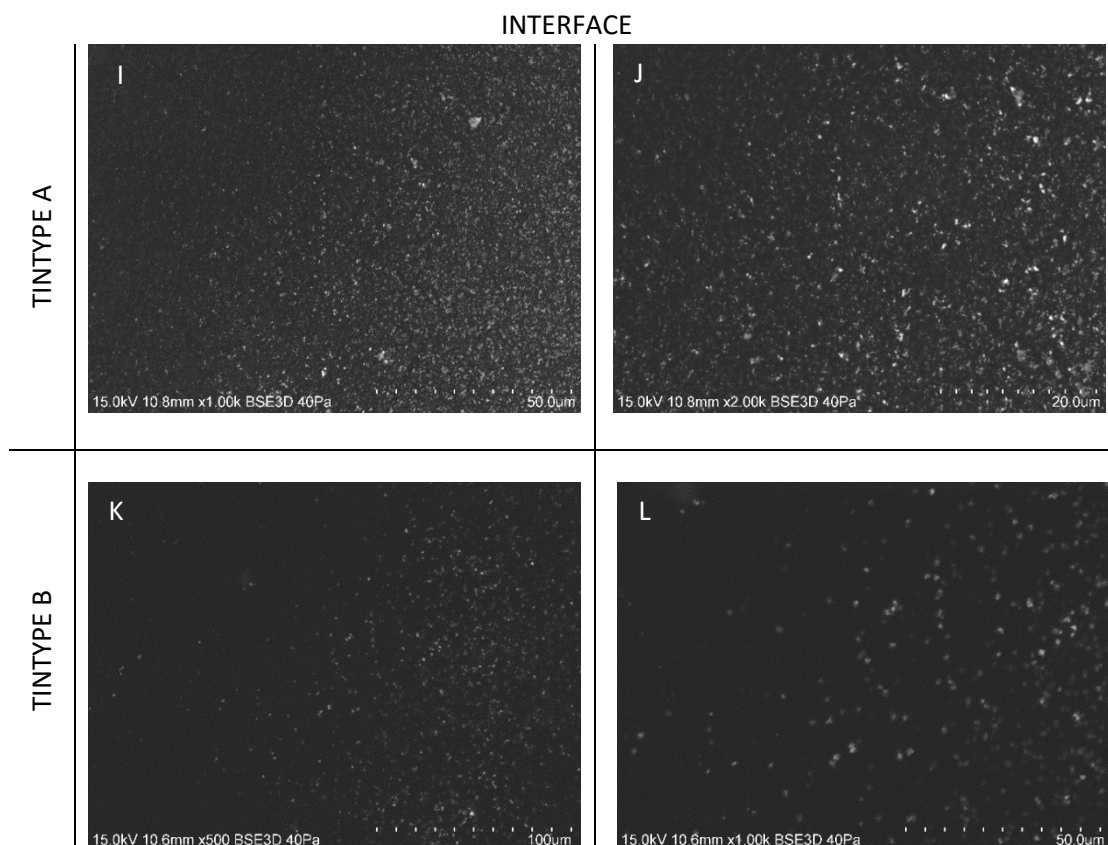 INTERFACE
TINTYPE A
I
15.0kV 10.8mm x1.00k BSE3D 40Pa 50.0um
J
15.0kV 10.8mm x2.00k BSE3D 40Pa 20.0um
TINTYPE B
K
15.0kV 10.6mm x500 BSE3D 40Pa 100um
L
15.0kV 10.6mm x1.00k BSE3D 40Pa 50.0um